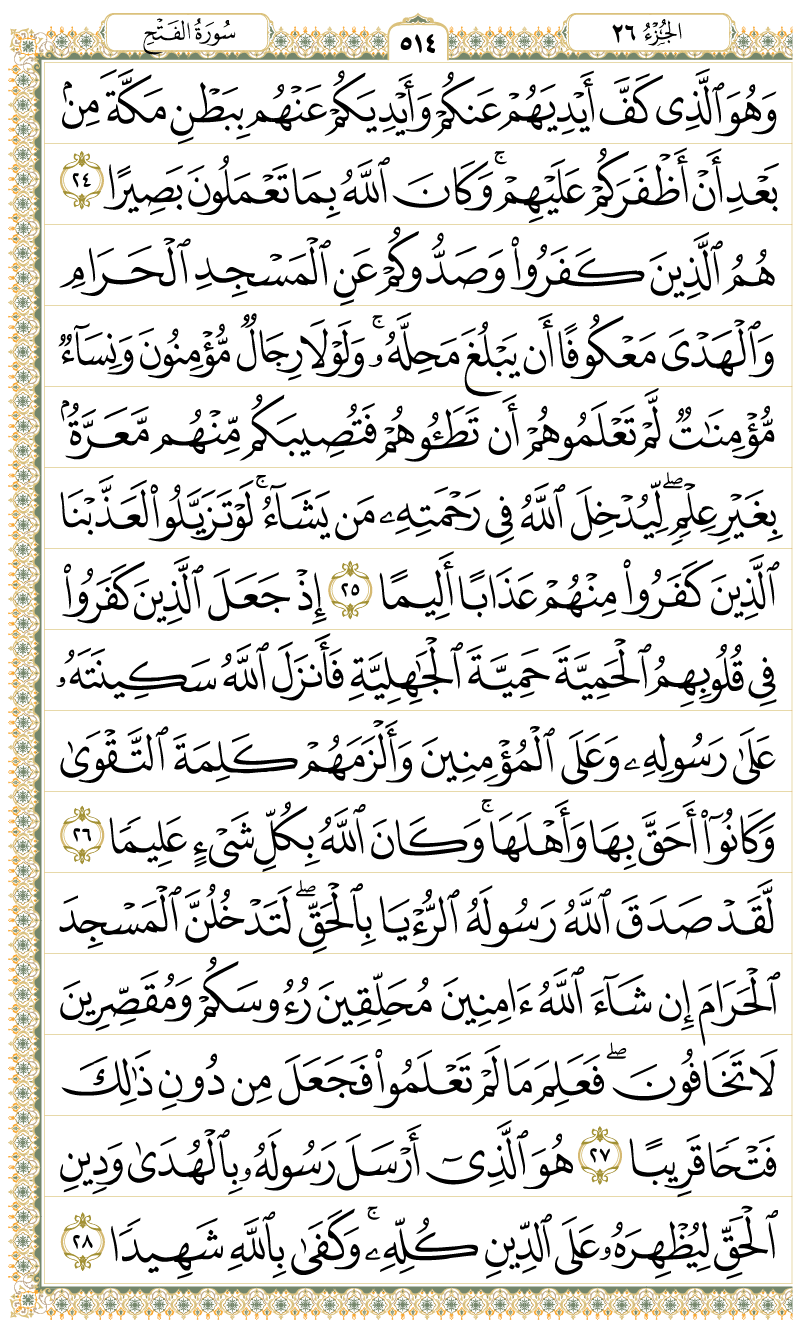 سُورَةُ الفَتْحِ
٥١٤
الجُزْءُ ٢٦
وَهُوَ ٱلَّذِى كَفَّ أَيْدِيَهُمْ عَنكُمْ وَأَيْدِيَكُمْ عَنْهُم بِبَطْنِ مَكَّةَ مِنۢ
بَعْدِ أَنْ أَظْفَرَكُمْ عَلَيْهِمْ ۚ وَكَانَ ٱللَّهُ بِمَا تَعْمَلُونَ بَصِيرًا ٢٤
هُمُ ٱلَّذِينَ كَفَرُوا۟ وَصَدُّوكُمْ عَنِ ٱلْمَسْجِدِ ٱلْحَرَامِ
وَٱلْهَدْىَ مَعْكُوفًا أَن يَبْلُغَ مَحِلَّهُۥ ۚ وَلَوْلَا رِجَالٌ مُّؤْمِنُونَ وَنِسَآءٌ
مُّؤْمِنَـٰتٌ لَّمْ تَعْلَمُوهُمْ أَن تَطَـُٔوهُمْ فَتُصِيبَكُم مِّنْهُم مَّعَرَّةٌۢ
بِغَيْرِ عِلْمٍ ۖ لِّيُدْخِلَ ٱللَّهُ فِى رَحْمَتِهِۦ مَن يَشَآءُ ۚ لَوْ تَزَيَّلُوا۟ لَعَذَّبْنَا
ٱلَّذِينَ كَفَرُوا۟ مِنْهُمْ عَذَابًا أَلِيمًا ٢٥ إِذْ جَعَلَ ٱلَّذِينَ كَفَرُوا۟
فِى قُلُوبِهِمُ ٱلْحَمِيَّةَ حَمِيَّةَ ٱلْجَـٰهِلِيَّةِ فَأَنزَلَ ٱللَّهُ سَكِينَتَهُۥ
عَلَىٰ رَسُولِهِۦ وَعَلَى ٱلْمُؤْمِنِينَ وَأَلْزَمَهُمْ كَلِمَةَ ٱلتَّقْوَىٰ
وَكَانُوٓا۟ أَحَقَّ بِهَا وَأَهْلَهَا ۚ وَكَانَ ٱللَّهُ بِكُلِّ شَىْءٍ عَلِيمًا ٢٦
لَّقَدْ صَدَقَ ٱللَّهُ رَسُولَهُ ٱلرُّءْيَا بِٱلْحَقِّ ۖ لَتَدْخُلُنَّ ٱلْمَسْجِدَ
ٱلْحَرَامَ إِن شَآءَ ٱللَّهُ ءَامِنِينَ مُحَلِّقِينَ رُءُوسَكُمْ وَمُقَصِّرِينَ
لَا تَخَافُونَ ۖ فَعَلِمَ مَا لَمْ تَعْلَمُوا۟ فَجَعَلَ مِن دُونِ ذَٰلِكَ
فَتْحًا قَرِيبًا ٢٧ هُوَ ٱلَّذِىٓ أَرْسَلَ رَسُولَهُۥ بِٱلْهُدَىٰ وَدِينِ
ٱلْحَقِّ لِيُظْهِرَهُۥ عَلَى ٱلدِّينِ كُلِّهِۦ ۚ وَكَفَىٰ بِٱللَّهِ شَهِيدًا ٢٨